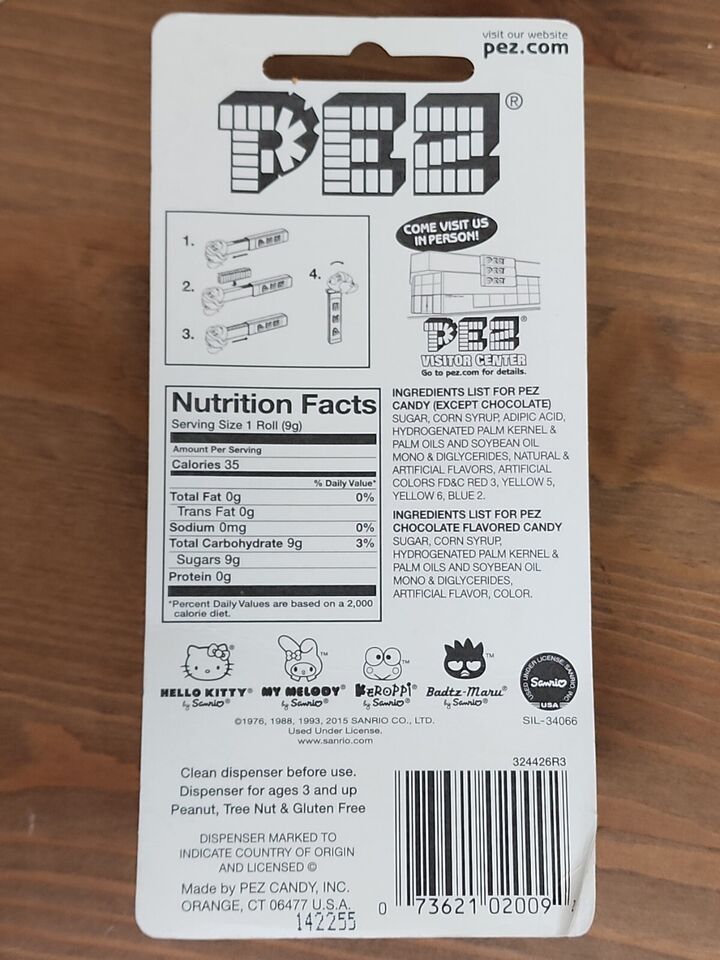 visit our website
pez.com
PEZ®
1.
2.
3.
4.
COME VISIT US
IN PERSON!
PEZ
PEZ
PEZ
PEZ®
VISITOR CENTER
Go to pez.com for details.
Nutrition Facts
Serving Size 1 Roll (9g)
Amount Per Serving
Calories 35
% Daily Value*
Total Fat 0g 0%
Trans Fat 0g
Sodium 0mg 0%
Total Carbohydrate 9g 3%
Sugars 9g
Protein 0g
*Percent Daily Values are based on a 2,000
calorie diet.
INGREDIENTS LIST FOR PEZ
CANDY (EXCEPT CHOCOLATE)
SUGAR, CORN SYRUP, ADIPIC ACID,
HYDROGENATED PALM KERNEL &
PALM OILS AND SOYBEAN OIL
MONO & DIGLYCERIDES, NATURAL &
ARTIFICIAL FLAVORS, ARTIFICIAL
COLORS FD&C RED 3, YELLOW 5,
YELLOW 6, BLUE 2.
INGREDIENTS LIST FOR PEZ
CHOCOLATE FLAVORED CANDY
SUGAR, CORN SYRUP,
HYDROGENATED PALM KERNEL &
PALM OILS AND SOYBEAN OIL
MONO & DIGLYCERIDES,
ARTIFICIAL FLAVOR, COLOR.
HELLO KITTY® MY MELODY® KEROPPI® Badtz-Maru®
by Sanrio® by Sanrio® by Sanrio® by Sanrio®
USED UNDER LICENSE, SANRIO, INC.
Sanrio
USA
SIL-34066
©1976, 1988, 1993, 2015 SANRIO CO., LTD.
Used Under License.
www.sanrio.com
324426R3
Clean dispenser before use.
Dispenser for ages 3 and up
Peanut, Tree Nut & Gluten Free
DISPENSER MARKED TO
INDICATE COUNTRY OF ORIGIN
AND LICENSED ©
Made by PEZ CANDY, INC.
ORANGE, CT 06477 U.S.A.
142255
0 73621 02009